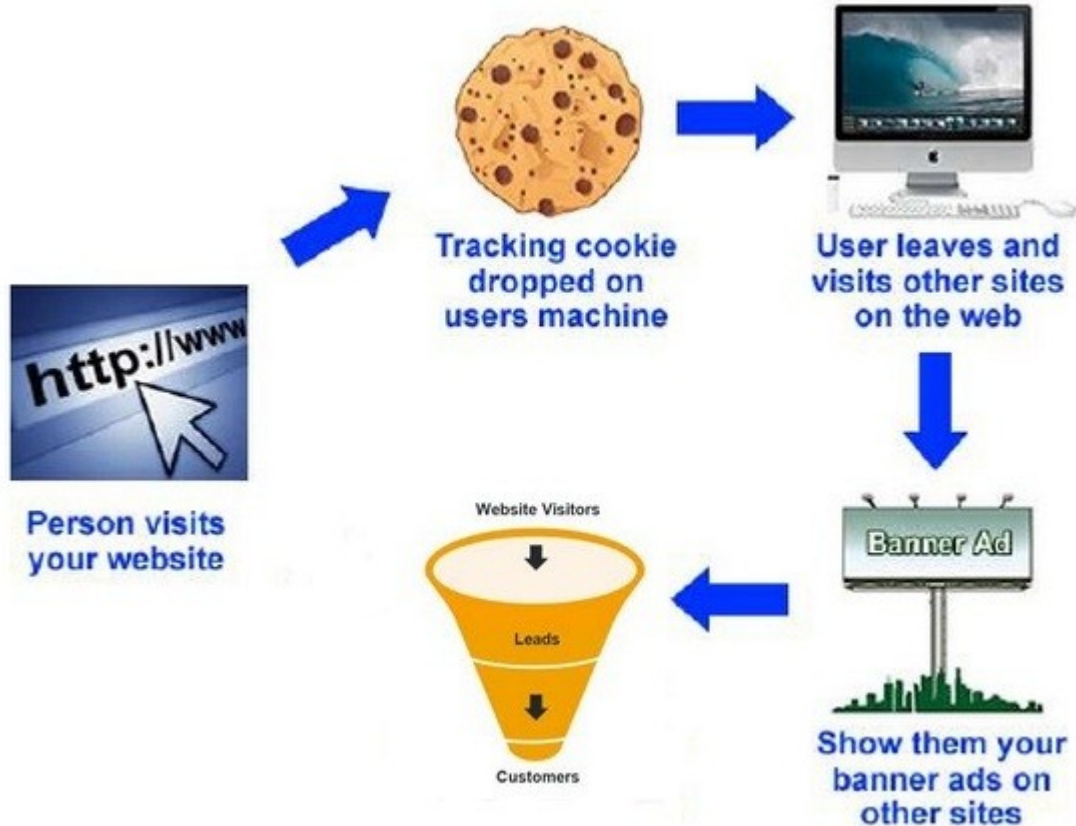 Tracking cookie
dropped on
users machine
User leaves and
visits other sites
on the web
http://www
Person visits
your website
Website Visitors
Leads
Customers
Banner Ad
Show them your
banner ads on
other sites